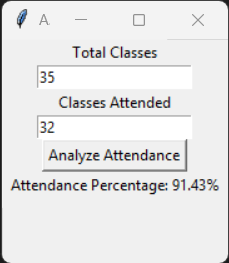 A
Total Classes
35
Classes Attended
32
Analyze Attendance
Attendance Percentage: 91.43%